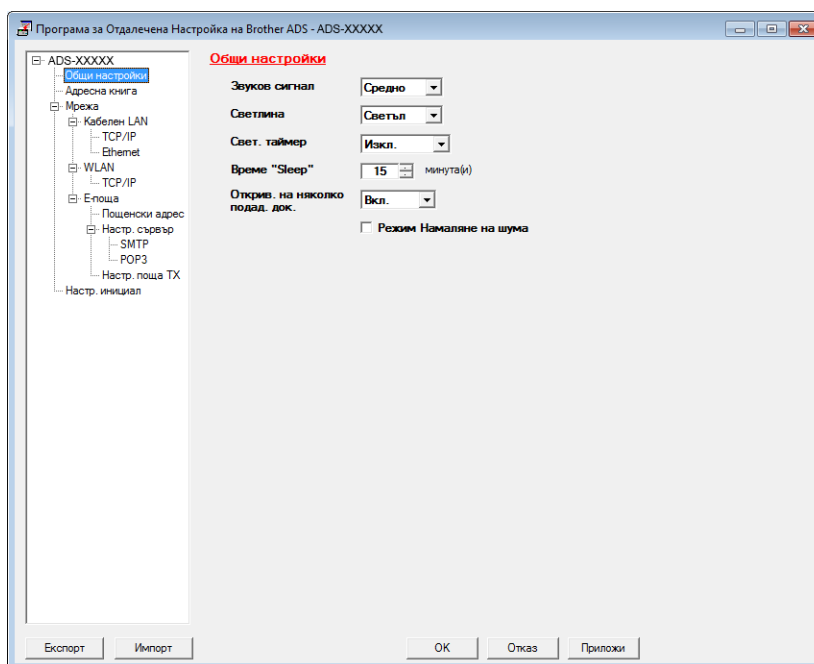 Програма за Отдалечена Настройка на Brother ADS - ADS-XXXXX
ADS-XXXXX
Общи настройки
Адресна книга
Мрежа
Кабелен LAN
TCP/IP
Ethernet
WLAN
TCP/IP
Е-поща
Пощенски адрес
Настр. сървър
SMTP
POP3
Настр. поща TX
Настр. инициал
Общи настройки
Звуков сигнал Средно
Светлина Светъл
Свет. таймер Изкл.
Време "Sleep" 15 минута(и)
Открив. на няколко
подад. док. Вкл.
Режим Намаляне на шума
Експорт Импорт OK Отказ Приложи